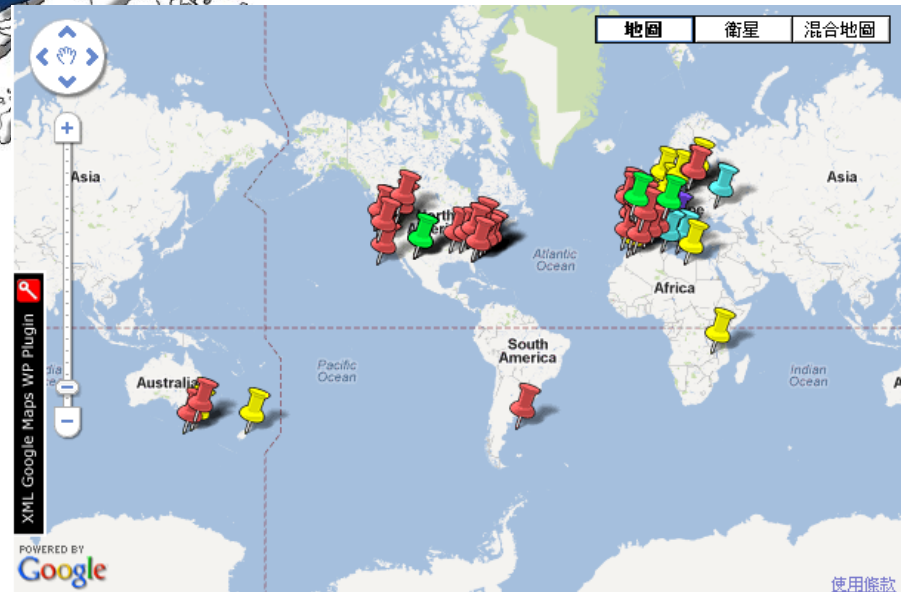 地圖 衛星 混合地圖
Asia
Asia
Atlantic
Ocean
Africa
South
America
Pacific
Ocean
Indian
Ocean
Australia
XML Google Maps WP Plugin
POWERED BY
Google
使用條款